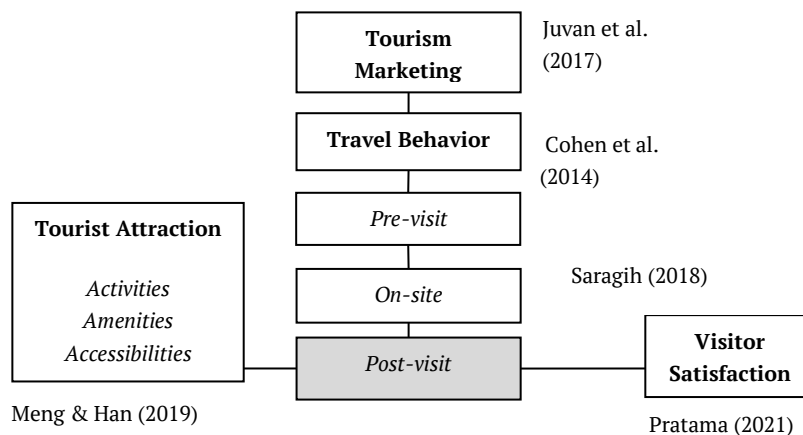 Tourism
Marketing
Juvan et al.
(2017)
Travel Behavior
Cohen et al.
(2014)
Pre-visit
Tourist Attraction
Activities
Amenities
Accessibilities
On-site
Saragih (2018)
Post-visit
Visitor
Satisfaction
Meng & Han (2019)
Pratama (2021)